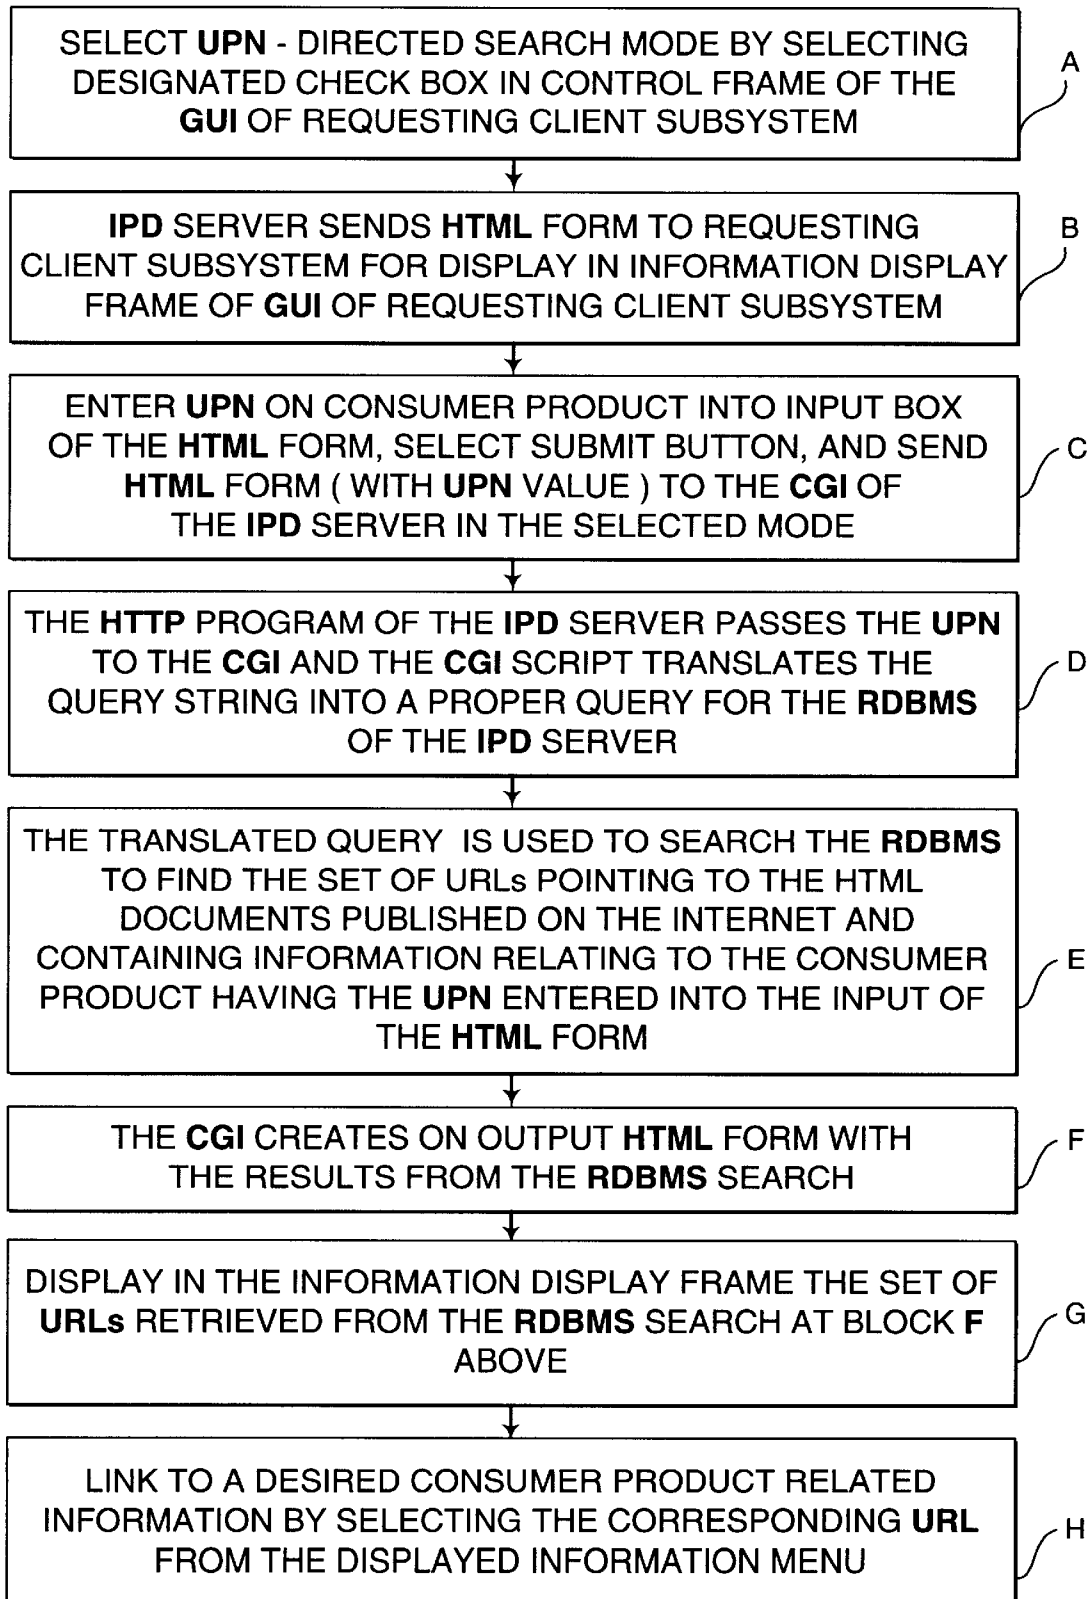 SELECT UPN - DIRECTED SEARCH MODE BY SELECTING
DESIGNATED CHECK BOX IN CONTROL FRAME OF THE
GUI OF REQUESTING CLIENT SUBSYSTEM
A
IPD SERVER SENDS HTML FORM TO REQUESTING
CLIENT SUBSYSTEM FOR DISPLAY IN INFORMATION DISPLAY
FRAME OF GUI OF REQUESTING CLIENT SUBSYSTEM
B
ENTER UPN ON CONSUMER PRODUCT INTO INPUT BOX
OF THE HTML FORM, SELECT SUBMIT BUTTON, AND SEND
HTML FORM ( WITH UPN VALUE ) TO THE CGI OF
THE IPD SERVER IN THE SELECTED MODE
C
THE HTTP PROGRAM OF THE IPD SERVER PASSES THE UPN
TO THE CGI AND THE CGI SCRIPT TRANSLATES THE
QUERY STRING INTO A PROPER QUERY FOR THE RDBMS
OF THE IPD SERVER
D
THE TRANSLATED QUERY IS USED TO SEARCH THE RDBMS
TO FIND THE SET OF URLs POINTING TO THE HTML
DOCUMENTS PUBLISHED ON THE INTERNET AND
CONTAINING INFORMATION RELATING TO THE CONSUMER
PRODUCT HAVING THE UPN ENTERED INTO THE INPUT OF
THE HTML FORM
E
THE CGI CREATES ON OUTPUT HTML FORM WITH
THE RESULTS FROM THE RDBMS SEARCH
F
DISPLAY IN THE INFORMATION DISPLAY FRAME THE SET OF
URLs RETRIEVED FROM THE RDBMS SEARCH AT BLOCK F
ABOVE
G
LINK TO A DESIRED CONSUMER PRODUCT RELATED
INFORMATION BY SELECTING THE CORRESPONDING URL
FROM THE DISPLAYED INFORMATION MENU
H